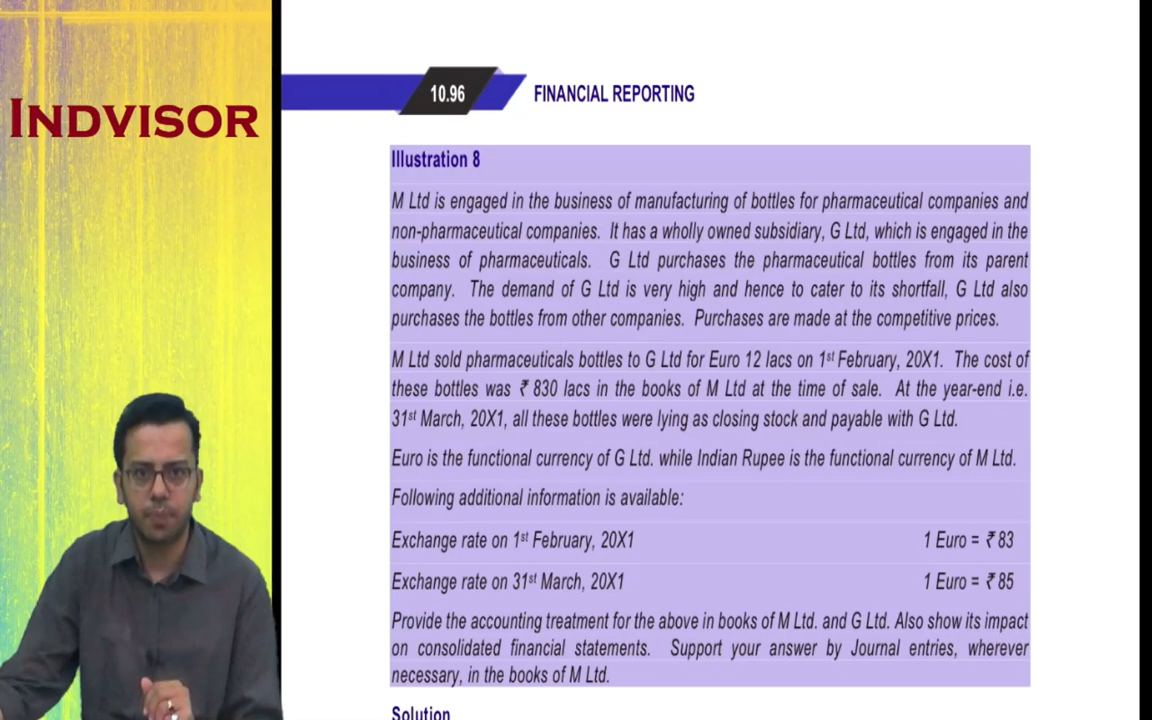 INDVISOR
10.96 FINANCIAL REPORTING
Illustration 8
M Ltd is engaged in the business of manufacturing of bottles for pharmaceutical companies and
non-pharmaceutical companies. It has a wholly owned subsidiary, G Ltd, which is engaged in the
business of pharmaceuticals. G Ltd purchases the pharmaceutical bottles from its parent
company. The demand of G Ltd is very high and hence to cater to its shortfall, G Ltd also
purchases the bottles from other companies. Purchases are made at the competitive prices.
M Ltd sold pharmaceuticals bottles to G Ltd for Euro 12 lacs on 1st February, 20X1. The cost of
these bottles was ₹ 830 lacs in the books of M Ltd at the time of sale. At the year-end i.e.
31st March, 20X1, all these bottles were lying as closing stock and payable with G Ltd.
Euro is the functional currency of G Ltd. while Indian Rupee is the functional currency of M Ltd.
Following additional information is available:
Exchange rate on 1st February, 20X1 1 Euro = ₹ 83
Exchange rate on 31st March, 20X1 1 Euro = ₹ 85
Provide the accounting treatment for the above in books of M Ltd. and G Ltd. Also show its impact
on consolidated financial statements. Support your answer by Journal entries, wherever
necessary, in the books of M Ltd.
Solution